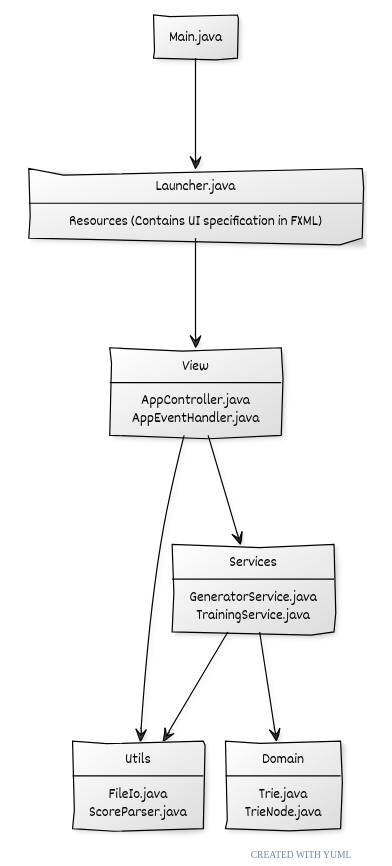 Main.java
Launcher.java
Resources (Contains UI specification in FXML)
View
AppController.java
AppEventHandler.java
Services
GeneratorService.java
TrainingService.java
Utils
FileIo.java
ScoreParser.java
Domain
Trie.java
TrieNode.java
CREATED WITH YUML